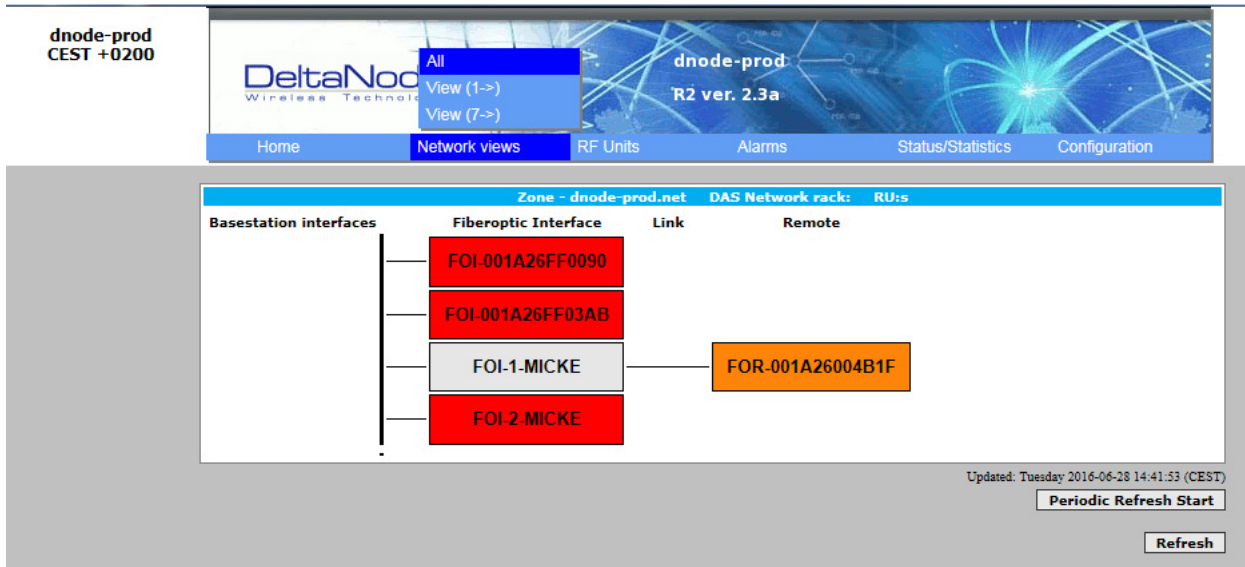 dnode-prod
CEST +0200
DeltaNod
Wireless Technol
All
View (1->)
View (7->)
dnode-prod
R2 ver. 2.3a
Home Network views RF Units Alarms Status/Statistics Configuration
Zone - dnode-prod.net DAS Network rack: RU:s
Basestation interfaces Fiberoptic Interface Link Remote
FOI-001A26FF0090
FOI-001A26FF03AB
FOI-1-MICKE FOR-001A26004B1F
FOI-2-MICKE
Updated: Tuesday 2016-06-28 14:41:53 (CEST)
Periodic Refresh Start
Refresh